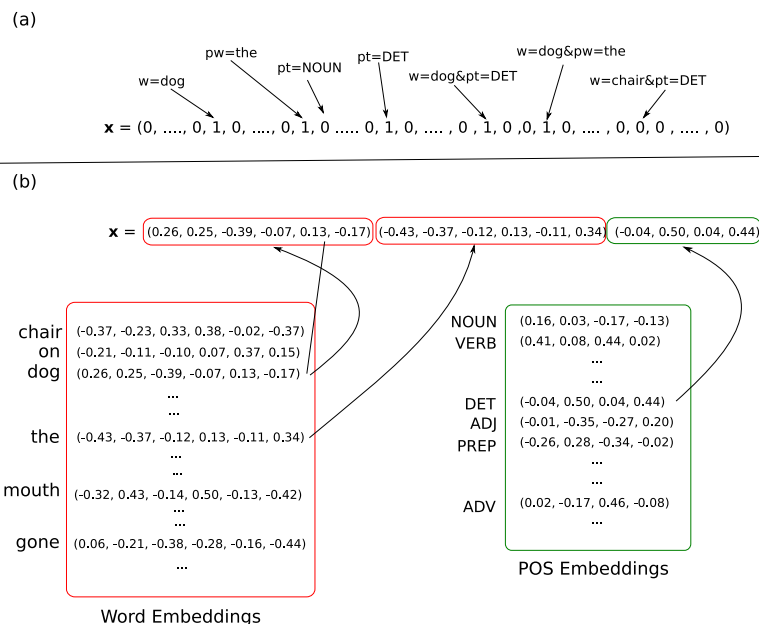 (a)
pw=the
w=dog
pt=NOUN
pt=DET
w=dog&pt=DET
w=dog&pw=the
w=chair&pt=DET
x = (0, ...., 0, 1, 0, ...., 0, 1, 0 ..... 0, 1, 0, .... , 0 , 1, 0 ,0, 1, 0, .... , 0, 0, 0 , .... , 0)
(b)
x = (0.26, 0.25, -0.39, -0.07, 0.13, -0.17) (-0.43, -0.37, -0.12, 0.13, -0.11, 0.34) (-0.04, 0.50, 0.04, 0.44)
chair (-0.37, -0.23, 0.33, 0.38, -0.02, -0.37)
on (-0.21, -0.11, -0.10, 0.07, 0.37, 0.15)
dog (0.26, 0.25, -0.39, -0.07, 0.13, -0.17)
...
...
the (-0.43, -0.37, -0.12, 0.13, -0.11, 0.34)
...
...
mouth (-0.32, 0.43, -0.14, 0.50, -0.13, -0.42)
...
...
gone (0.06, -0.21, -0.38, -0.28, -0.16, -0.44)
...
Word Embeddings
NOUN (0.16, 0.03, -0.17, -0.13)
VERB (0.41, 0.08, 0.44, 0.02)
...
...
DET (-0.04, 0.50, 0.04, 0.44)
ADJ (-0.01, -0.35, -0.27, 0.20)
PREP (-0.26, 0.28, -0.34, -0.02)
...
...
ADV (0.02, -0.17, 0.46, -0.08)
...
POS Embeddings